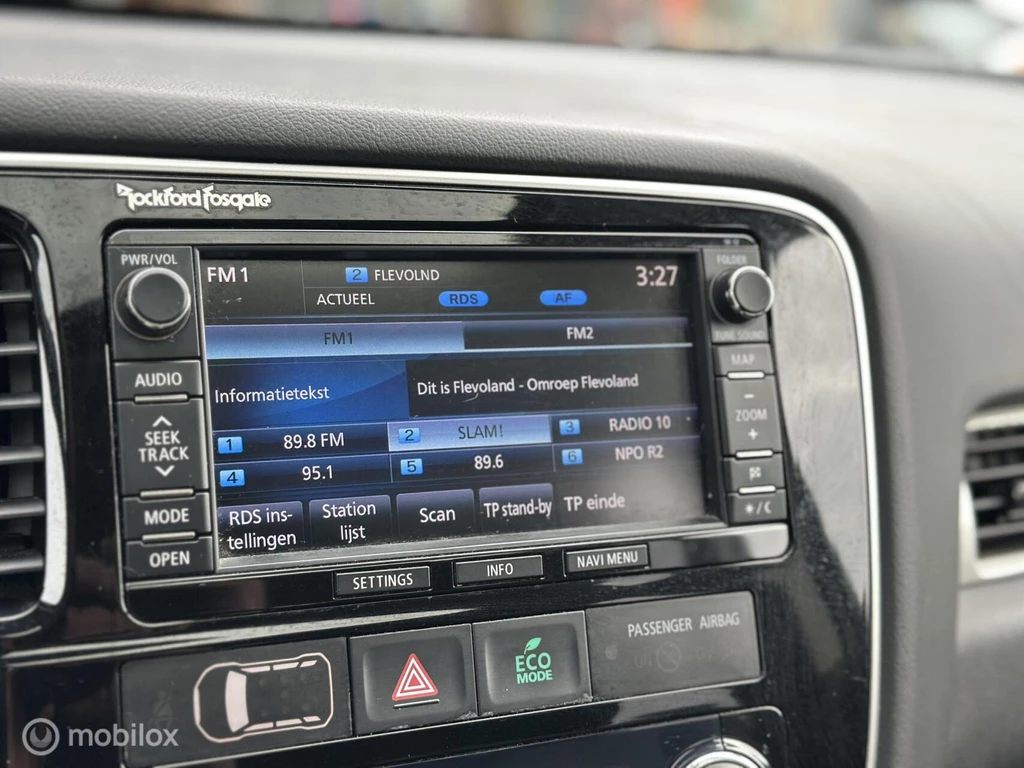 Rockford Fosgate
PWR/VOL
FM 1
2 FLEVOLND
3:27
FOLDER
ACTUEEL
RDS
AF
TUNE SOUND
FM1
FM2
MAP
AUDIO
Informatietekst
Dit is Flevoland - Omroep Flevoland
−
ZOOM
+
SEEK
TRACK
1 89.8 FM
2 SLAM!
3 RADIO 10
4 95.1
5 89.6
6 NPO R2
MODE
RDS ins-
tellingen
Station
lijst
Scan
TP stand-by
TP einde
OPEN
SETTINGS
INFO
NAVI MENU
PASSENGER AIRBAG
ECO
MODE
mobilox